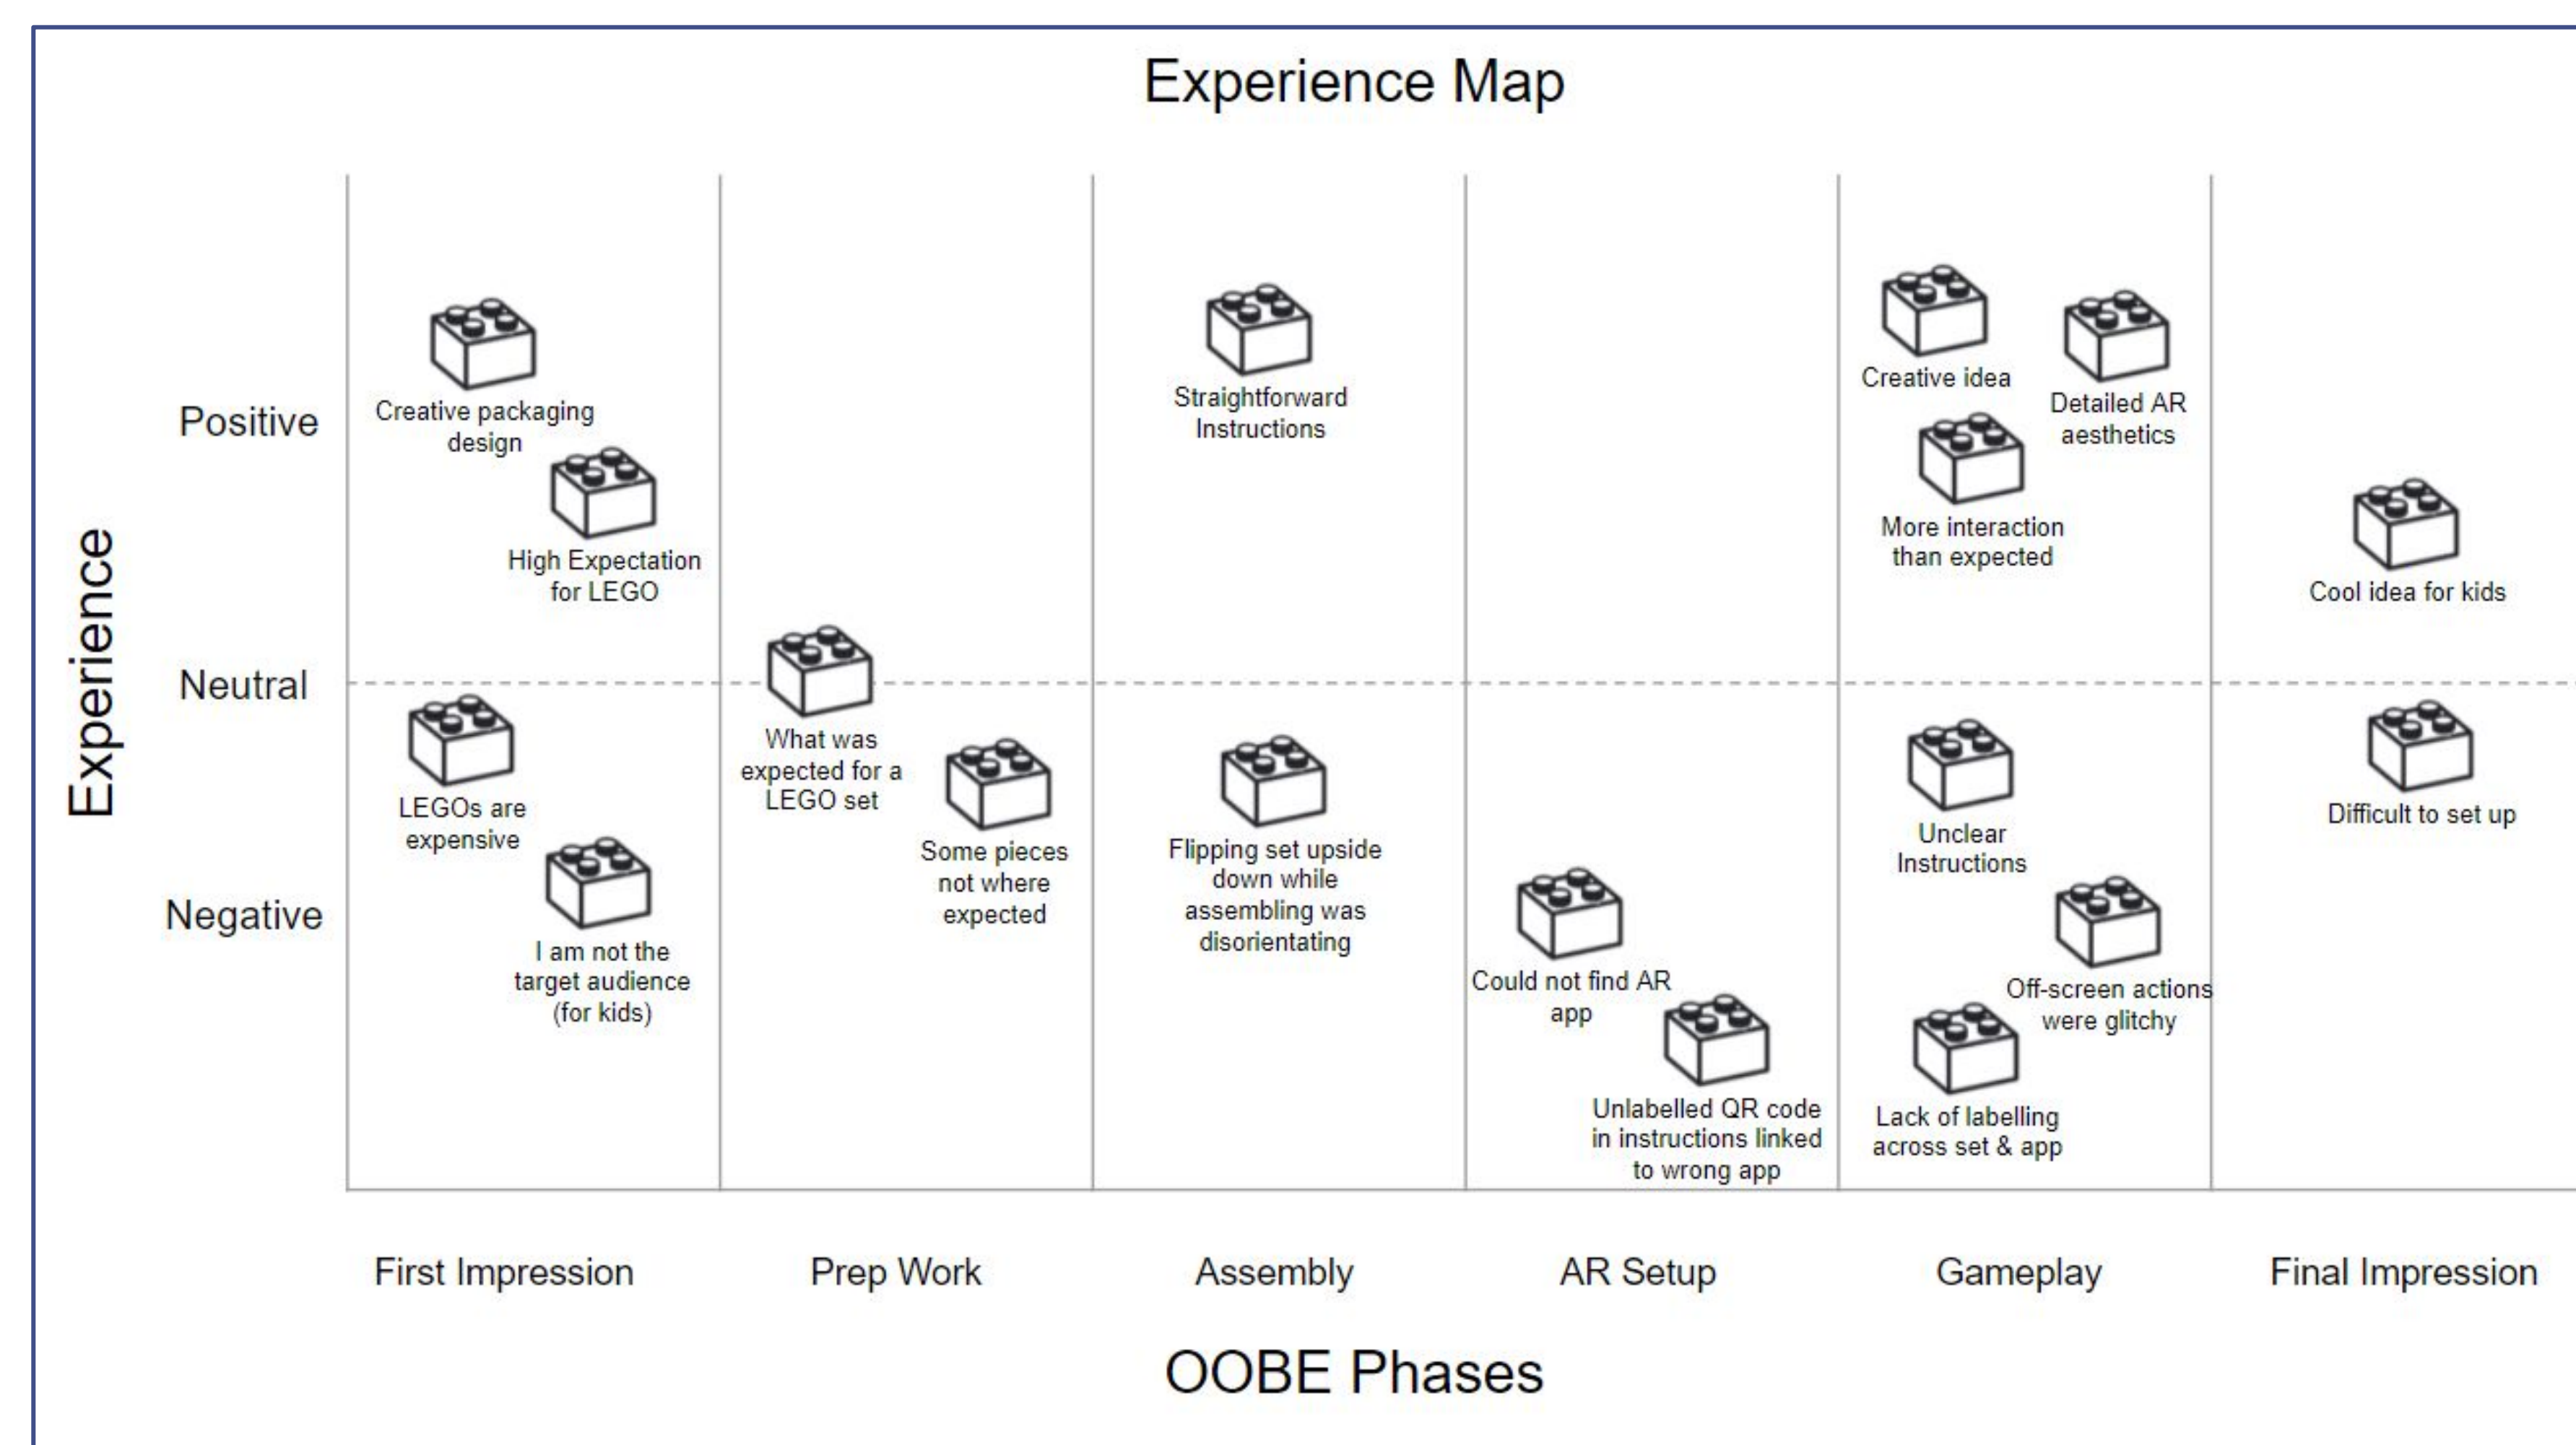 Experience Map
Experience
Positive
Neutral
Negative
Creative packaging
design
High Expectation
for LEGO
LEGOs are
expensive
I am not the
target audience
(for kids)
What was
expected for a
LEGO set
Some pieces
not where
expected
Straightforward
Instructions
Flipping set upside
down while
assembling was
disorientating
Could not find AR
app
Unlabelled QR code
in instructions linked
to wrong app
Creative idea
Detailed AR
aesthetics
More interaction
than expected
Unclear
Instructions
Off-screen actions
were glitchy
Lack of labelling
across set & app
Cool idea for kids
Difficult to set up
First Impression
Prep Work
Assembly
AR Setup
Gameplay
Final Impression
OOBE Phases